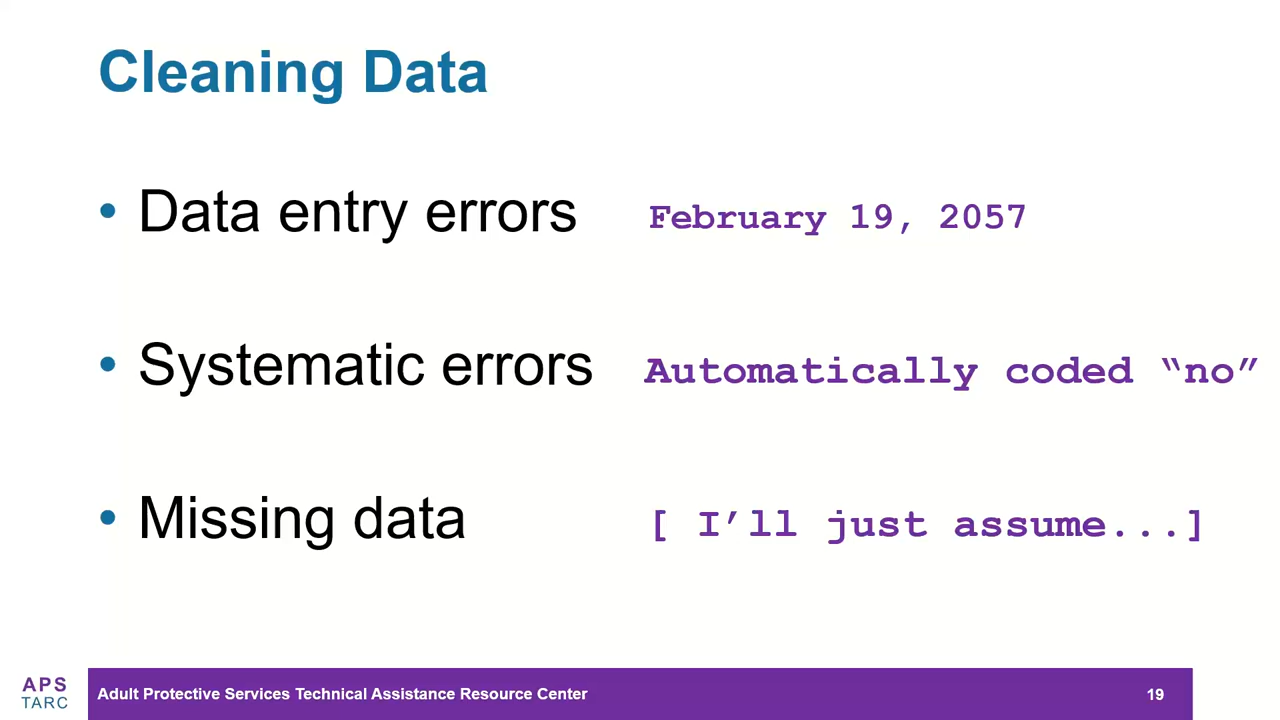 Cleaning Data
• Data entry errors February 19, 2057
• Systematic errors Automatically coded “no”
• Missing data [ I’ll just assume...]
APS
TARC
Adult Protective Services Technical Assistance Resource Center
19